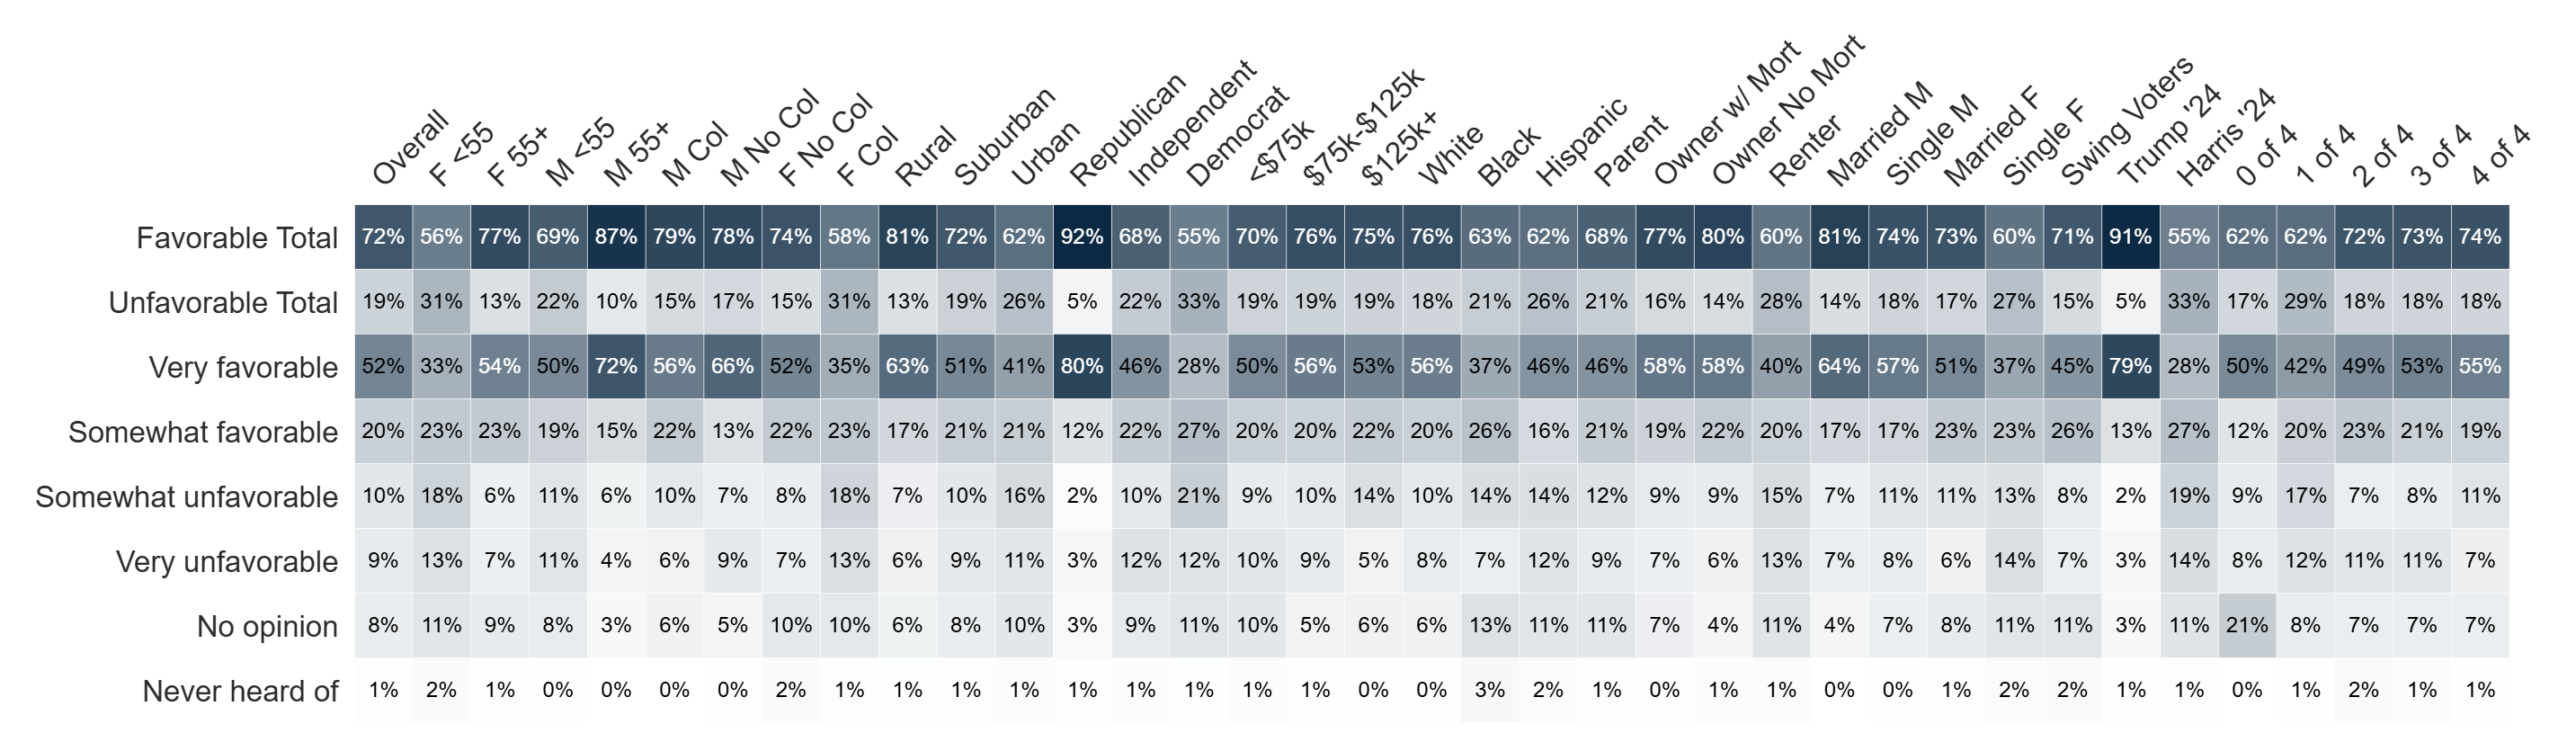 Overall F <55 F 55+ M <55 M 55+ M Col M No Col F No Col F Col Rural Suburban Urban Republican Independent Democrat <$75k $75k-$125k $125k+ White Black Hispanic Parent Owner w/ Mort Owner No Mort Renter Married M Single M Married F Single F Swing Voters Trump '24 Harris '24 0 of 4 1 of 4 2 of 4 3 of 4 4 of 4
Favorable Total 72% 56% 77% 69% 87% 79% 78% 74% 58% 81% 72% 62% 92% 68% 55% 70% 76% 75% 76% 63% 62% 68% 77% 80% 60% 81% 74% 73% 60% 71% 91% 55% 62% 62% 72% 73% 74%
Unfavorable Total 19% 31% 13% 22% 10% 15% 17% 15% 31% 13% 19% 26% 5% 22% 33% 19% 19% 19% 18% 21% 26% 21% 16% 14% 28% 14% 18% 17% 27% 15% 5% 33% 17% 29% 18% 18% 18%
Very favorable 52% 33% 54% 50% 72% 56% 66% 52% 35% 63% 51% 41% 80% 46% 28% 50% 56% 53% 56% 37% 46% 46% 58% 58% 40% 64% 57% 51% 37% 45% 79% 28% 50% 42% 49% 53% 55%
Somewhat favorable 20% 23% 23% 19% 15% 22% 13% 22% 23% 17% 21% 21% 12% 22% 27% 20% 20% 22% 20% 26% 16% 21% 19% 22% 20% 17% 17% 23% 23% 26% 13% 27% 12% 20% 23% 21% 19%
Somewhat unfavorable 10% 18% 6% 11% 6% 10% 7% 8% 18% 7% 10% 16% 2% 10% 21% 9% 10% 14% 10% 14% 14% 12% 9% 9% 15% 7% 11% 11% 13% 8% 2% 19% 9% 17% 7% 8% 11%
Very unfavorable 9% 13% 7% 11% 4% 6% 9% 7% 13% 6% 9% 11% 3% 12% 12% 10% 9% 5% 8% 7% 12% 9% 7% 6% 13% 7% 8% 6% 14% 7% 3% 14% 8% 12% 11% 11% 7%
No opinion 8% 11% 9% 8% 3% 6% 5% 10% 10% 6% 8% 10% 3% 9% 11% 10% 5% 6% 6% 13% 11% 11% 7% 4% 11% 4% 7% 8% 11% 11% 3% 11% 21% 8% 7% 7% 7%
Never heard of 1% 2% 1% 0% 0% 0% 0% 2% 1% 1% 1% 1% 1% 1% 1% 1% 1% 0% 0% 3% 2% 1% 0% 1% 1% 0% 0% 1% 2% 2% 1% 1% 0% 1% 2% 1% 1%